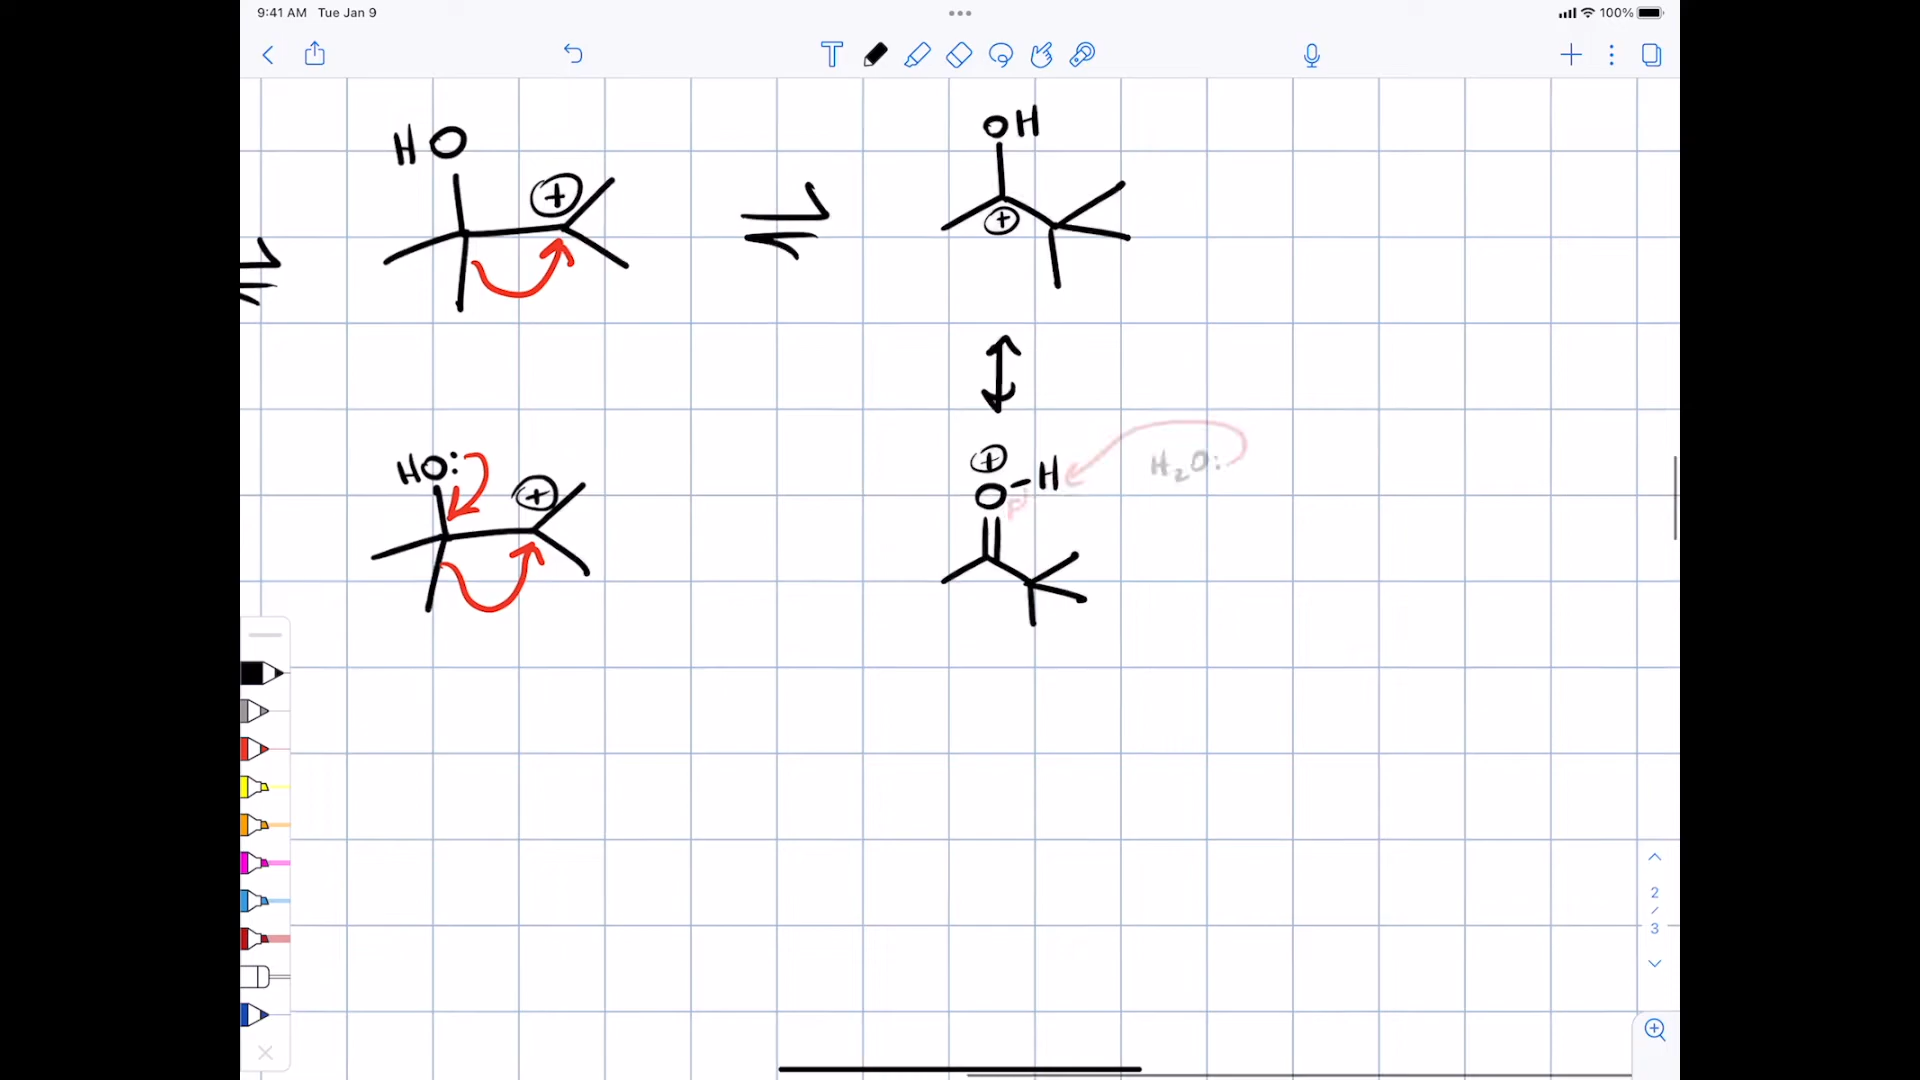 9:41 AM Tue Jan 9
100%
T
HO
+
OH
+
HO:
+
+
O-H
H₂O:
2
/
3